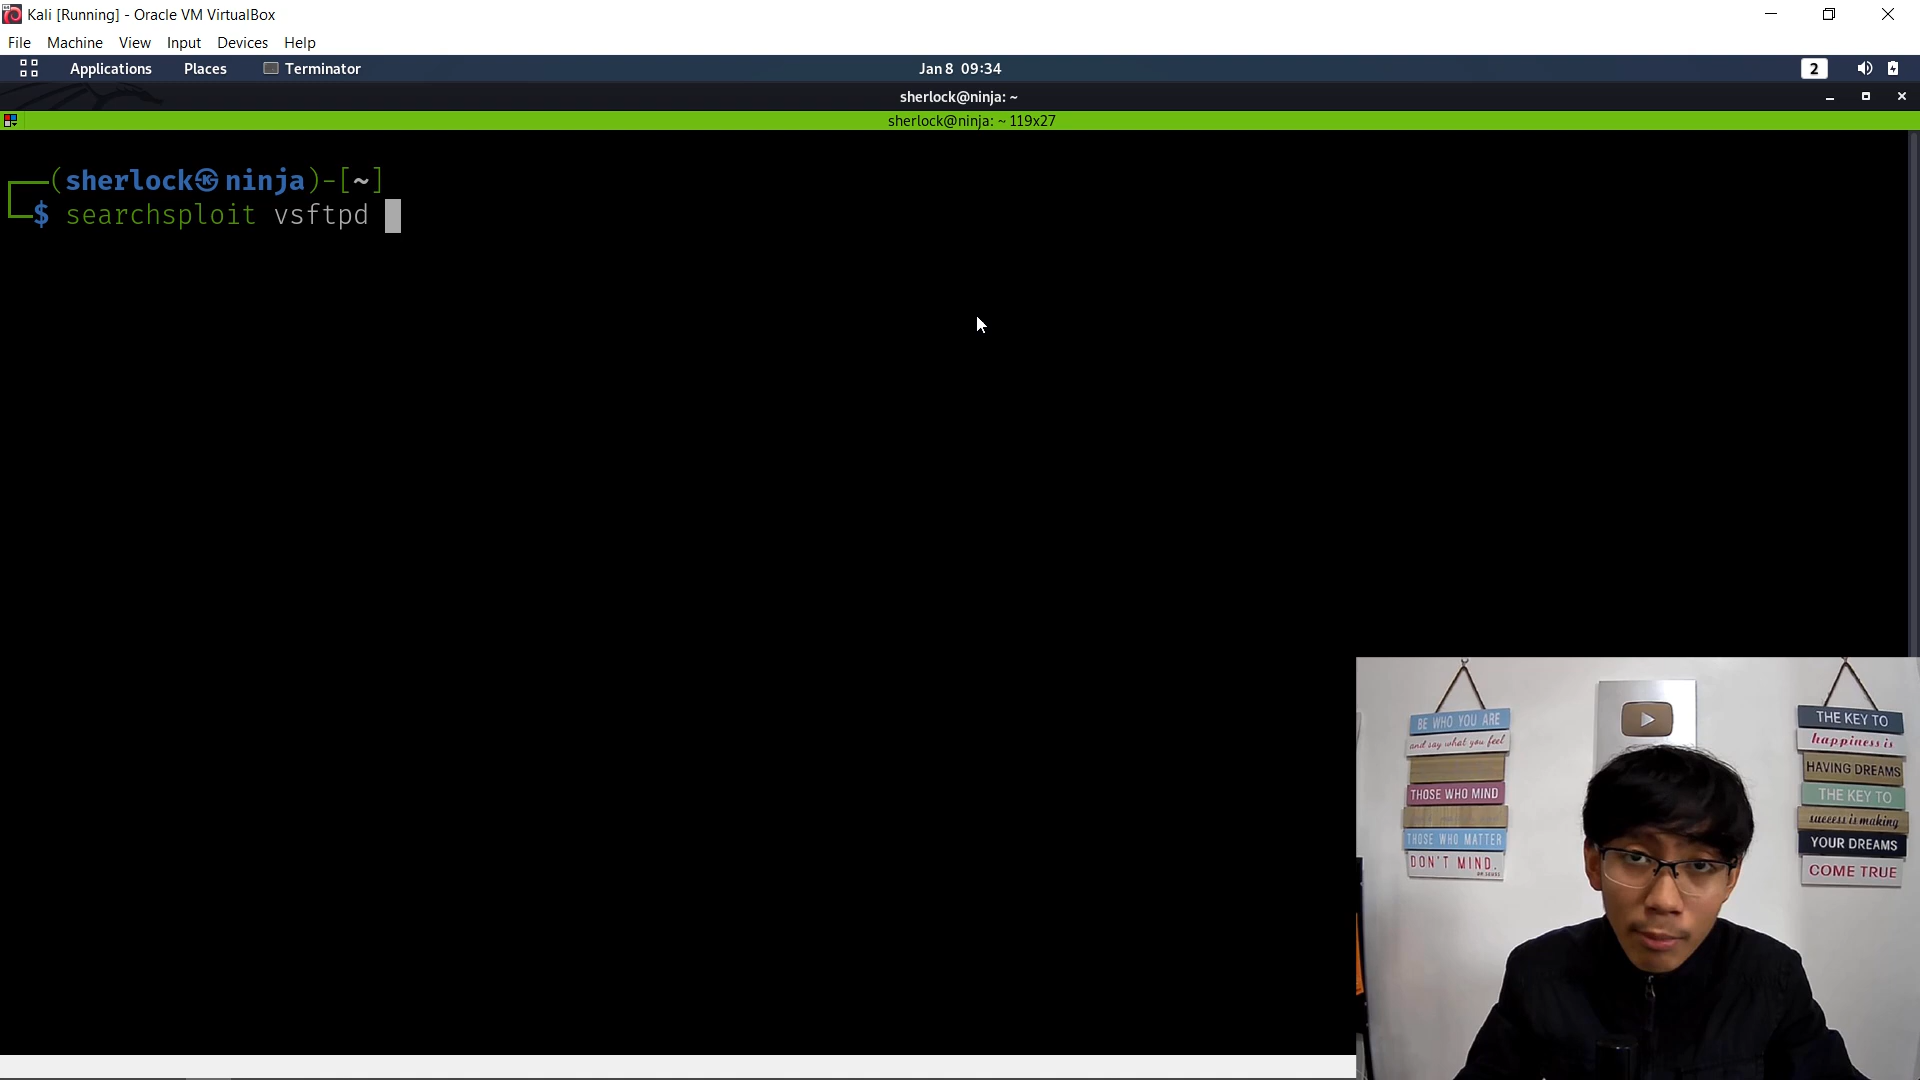 Kali [Running] - Oracle VM VirtualBox
File Machine View Input Devices Help
Applications Places Terminator Jan 8 09:34 2
sherlock@ninja: ~
sherlock@ninja: ~ 119x27
(sherlock㉿ninja)-[~]
$ searchsploit vsftpd
BE WHO YOU ARE
and say what you feel
THOSE WHO MIND
THOSE WHO MATTER
DON'T MIND.
THE KEY TO
happiness is
HAVING DREAMS
THE KEY TO
success is making
YOUR DREAMS
COME TRUE